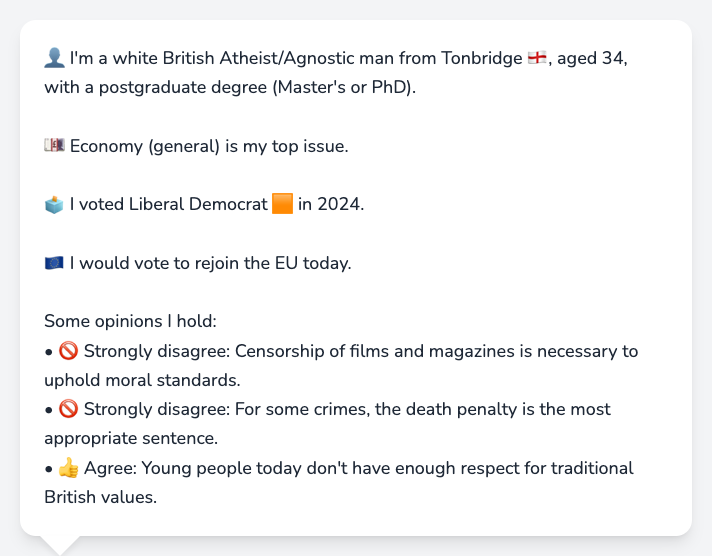 👤 I'm a white British Atheist/Agnostic man from Tonbridge 🏴󠁧󠁢󠁥󠁮󠁧󠁿, aged 34,
with a postgraduate degree (Master's or PhD).
💷 Economy (general) is my top issue.
🗳️ I voted Liberal Democrat 🟧 in 2024.
🇪🇺 I would vote to rejoin the EU today.
Some opinions I hold:
• 🚫 Strongly disagree: Censorship of films and magazines is necessary to
uphold moral standards.
• 🚫 Strongly disagree: For some crimes, the death penalty is the most
appropriate sentence.
• 👍 Agree: Young people today don't have enough respect for traditional
British values.